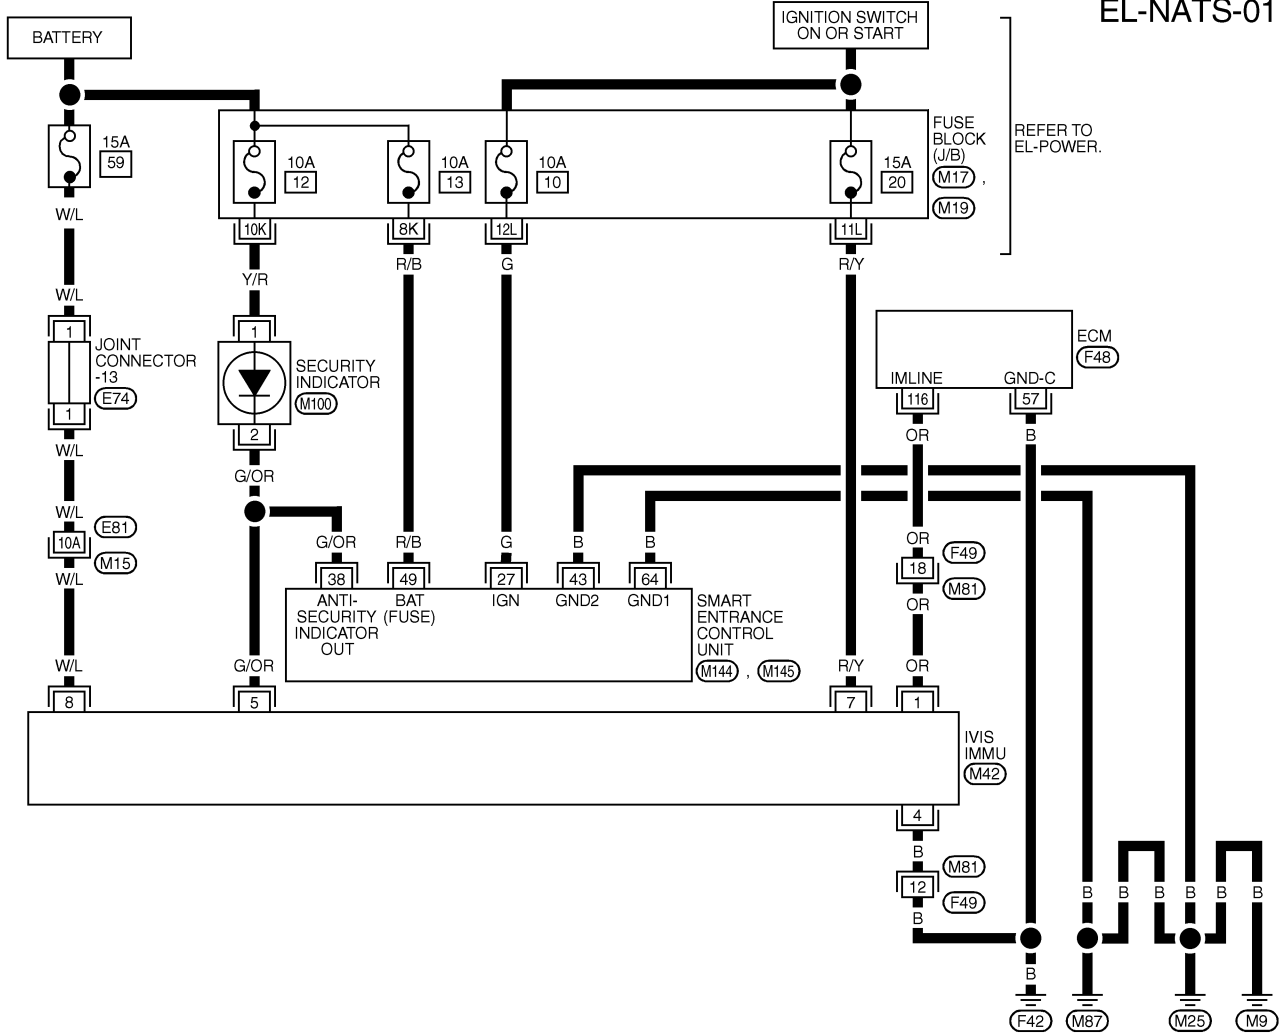 EL-NATS-01
IGNITION SWITCH
ON OR START
BATTERY
REFER TO
EL-POWER.
FUSE
BLOCK
(J/B)
M17 ,
M19
15A
59
10A
12
10A
13
10A
10
15A
20
10K
8K
12L
11L
W/L
Y/R
R/B
G
R/Y
W/L
1
1
JOINT
CONNECTOR
-13
E74
1
SECURITY
INDICATOR
M100
2
ECM
F48
IMLINE
GND-C
116
57
W/L
G/OR
OR
B
W/L
E81
10A
M15
W/L
G/OR
R/B
G
B
B
OR
F49
18
M81
OR
38
49
27
43
64
ANTI-
SECURITY
INDICATOR
OUT
BAT
(FUSE)
IGN
GND2
GND1
SMART
ENTRANCE
CONTROL
UNIT
M144 , M145
W/L
G/OR
R/Y
OR
8
5
7
1
IVIS
IMMU
M42
4
B
M81
12
F49
B
B
B
B
B
B
B
B
F42
M87
M25
M9